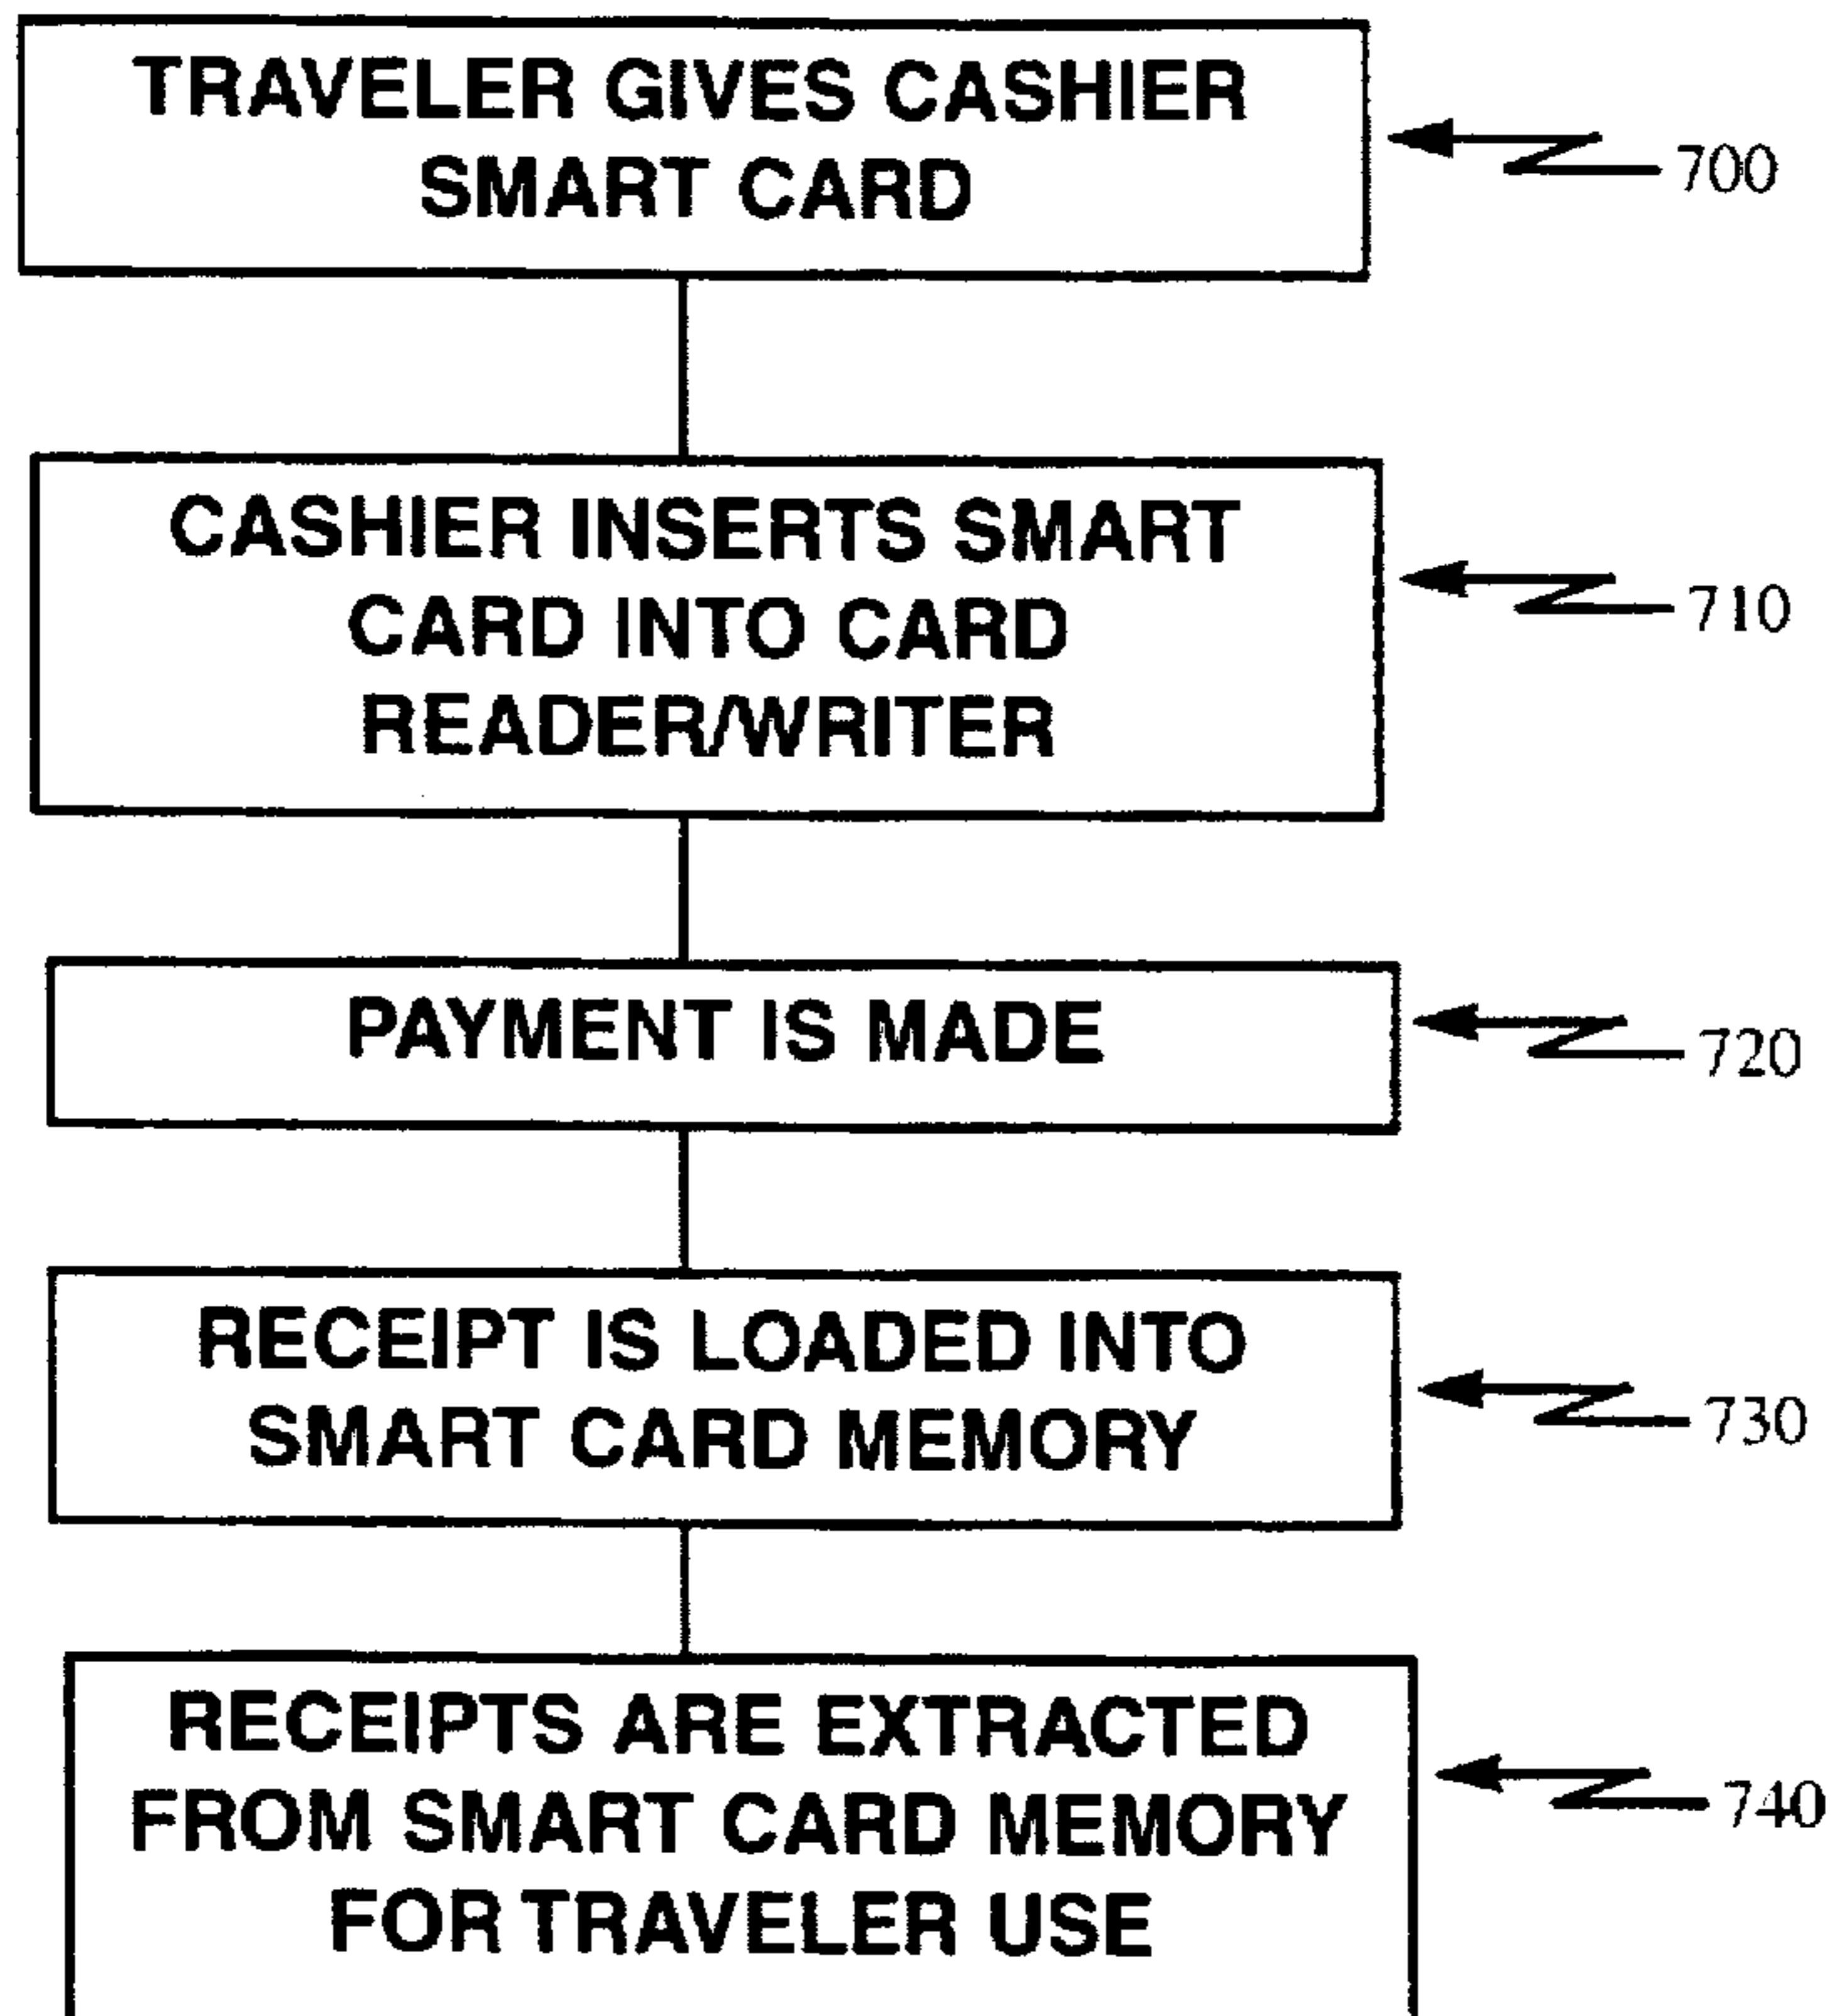 TRAVELER GIVES CASHIER
SMART CARD
700
CASHIER INSERTS SMART
CARD INTO CARD
READER/WRITER
710
PAYMENT IS MADE
720
RECEIPT IS LOADED INTO
SMART CARD MEMORY
730
RECEIPTS ARE EXTRACTED
FROM SMART CARD MEMORY
FOR TRAVELER USE
740